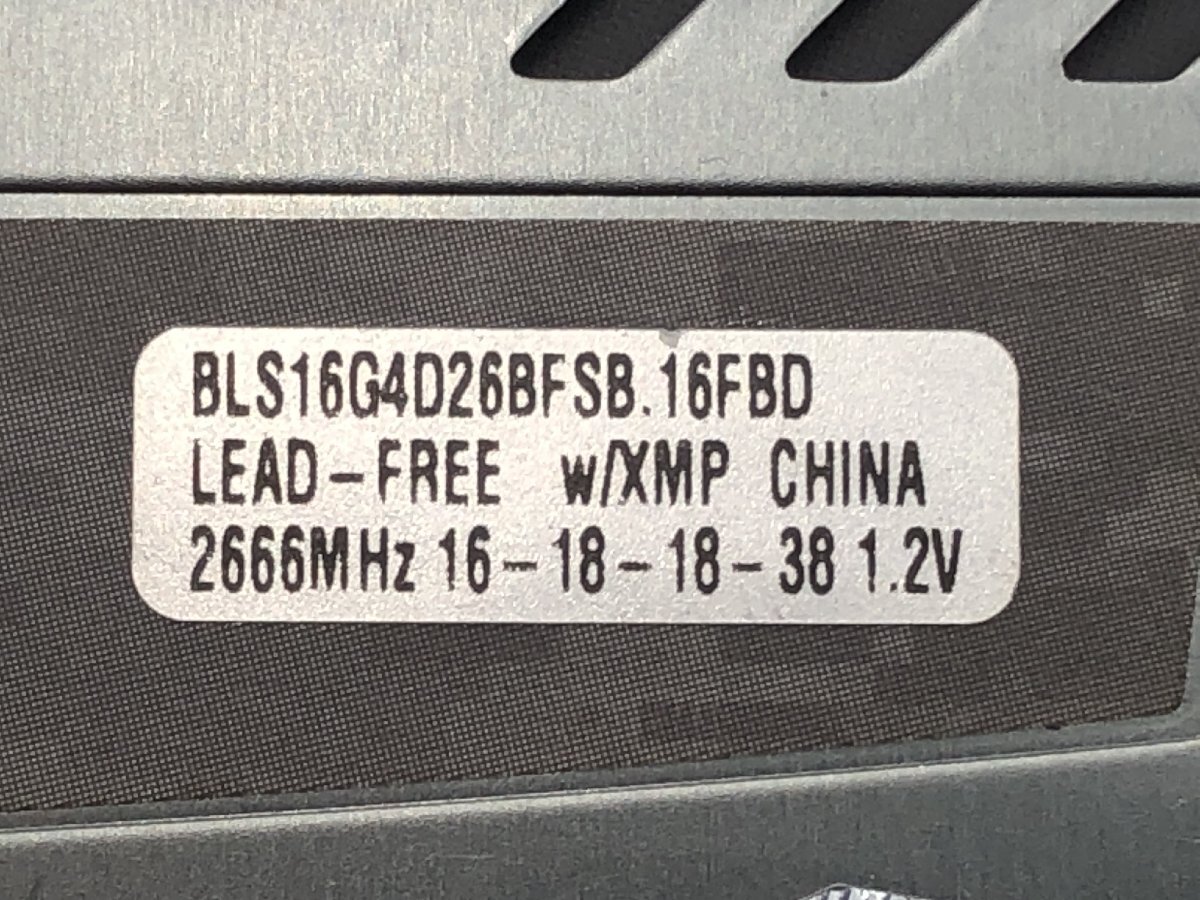 BLS16G4D26BFSB.16FBD
LEAD-FREE w/XMP CHINA
2666MHz 16-18-18-38 1.2V